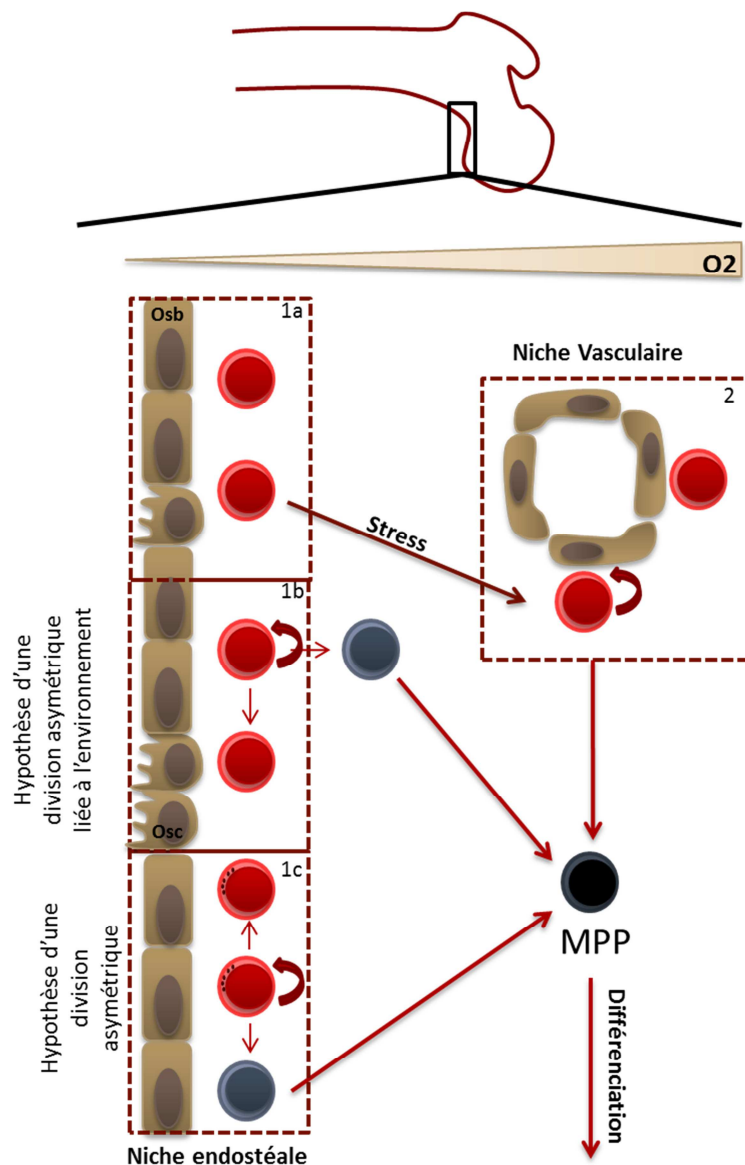 O2
Osb
1a
Niche Vasculaire
2
Stress
1b
Hypothèse d'une
division asymétrique
liée à l'environnement
Osc
1c
Hypothèse d'une
division
asymétrique
MPP
Différenciation
Niche endostéale